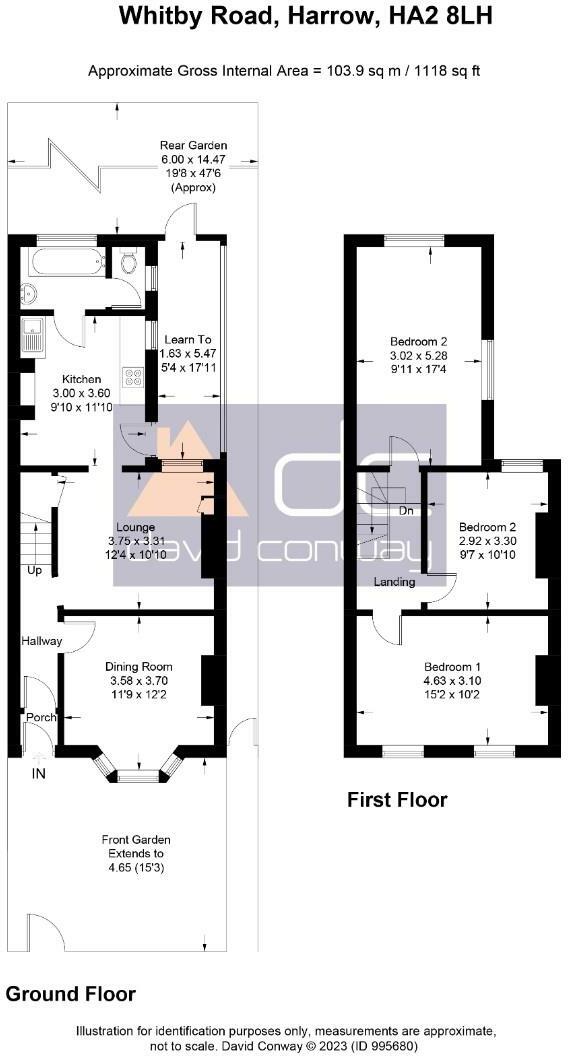 Whitby Road, Harrow, HA2 8LH
Approximate Gross Internal Area = 103.9 sq m / 1118 sq ft
Rear Garden
6.00 x 14.47
19'8 x 47'6
(Approx)
Learn To
1.63 x 5.47
5'4 x 17'11
Kitchen
3.00 x 3.60
9'10 x 11'10
Lounge
3.75 x 3.31
12'4 x 10'10
Up
Hallway
Dining Room
3.58 x 3.70
11'9 x 12'2
Porch
IN
Front Garden
Extends to
4.65 (15'3)
Ground Floor
Bedroom 2
3.02 x 5.28
9'11 x 17'4
Dn
Bedroom 2
2.92 x 3.30
9'7 x 10'10
Landing
Bedroom 1
4.63 x 3.10
15'2 x 10'2
First Floor
dc
david conway
Illustration for identification purposes only, measurements are approximate,
not to scale. David Conway © 2023 (ID 995680)